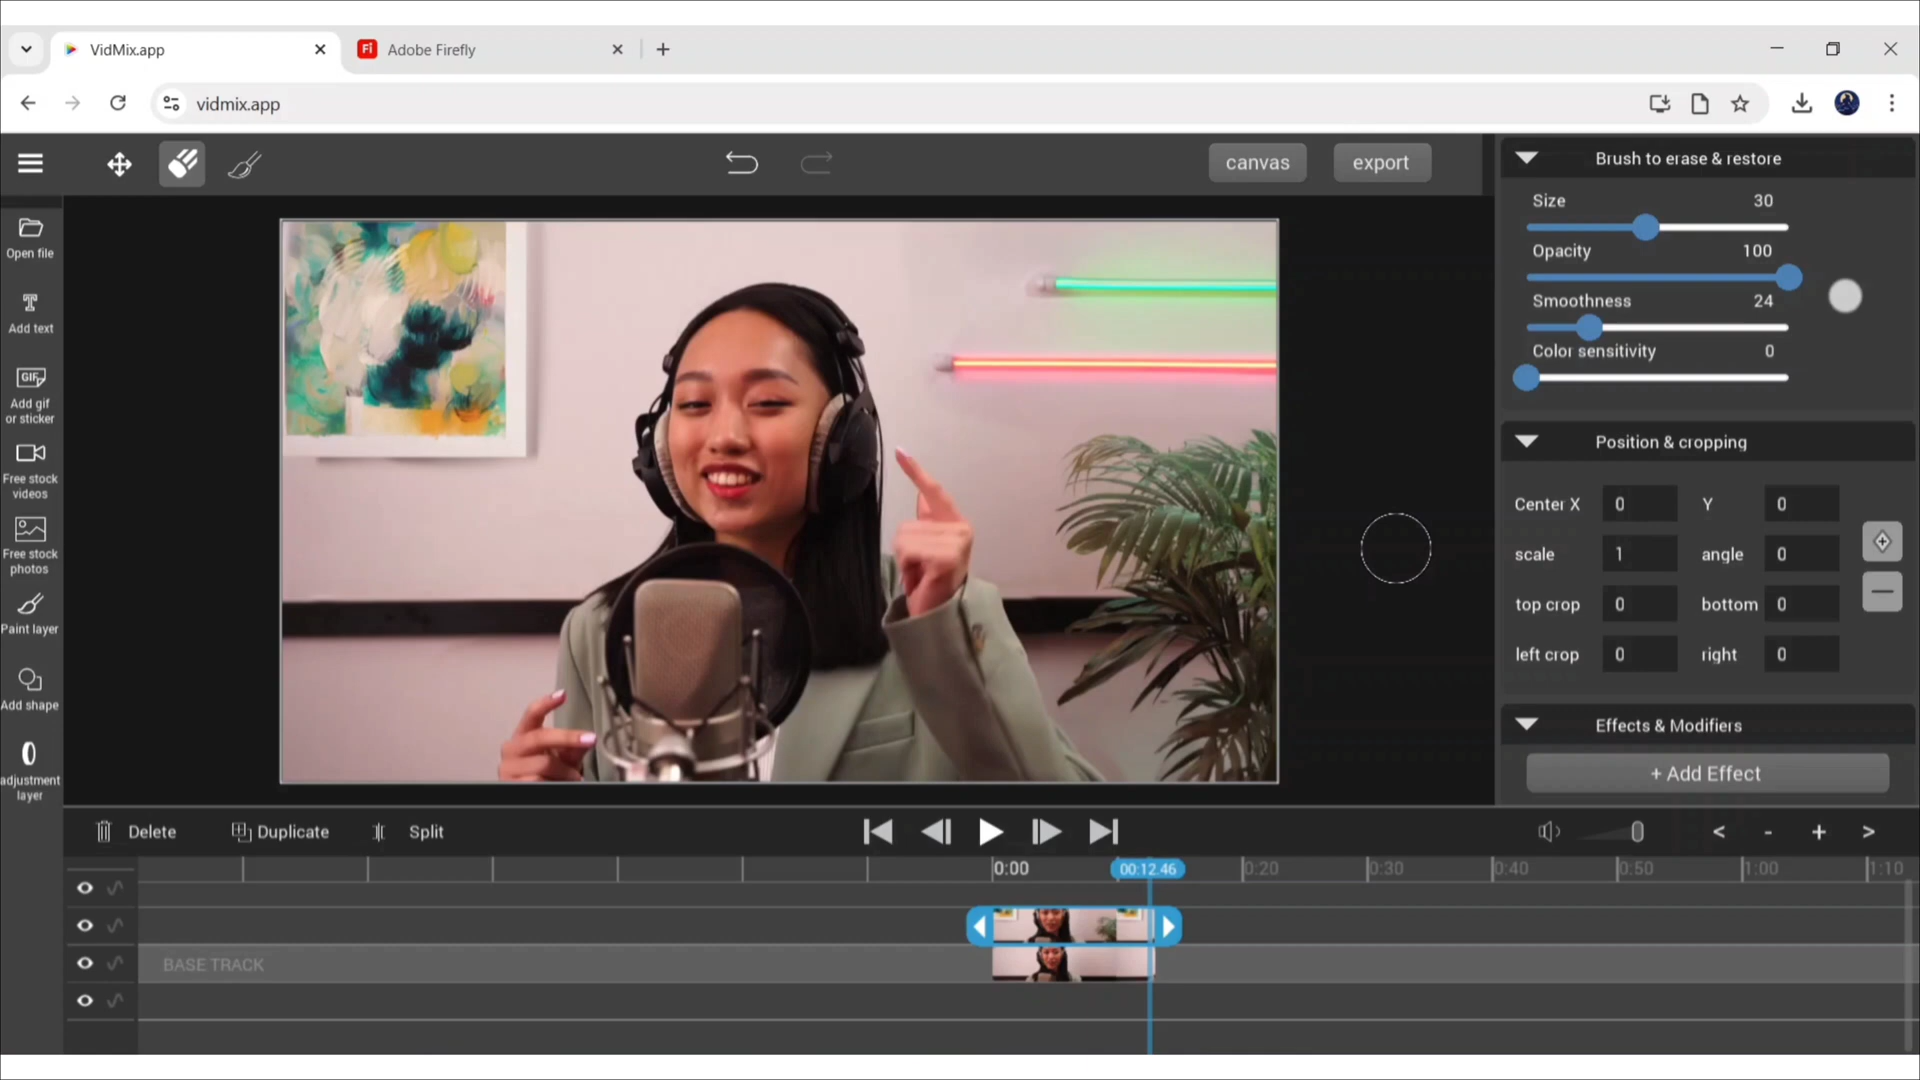 VidMix.app
Fi Adobe Firefly
vidmix.app
canvas
export
Brush to erase & restore
Size 30
Opacity 100
Smoothness 24
Color sensitivity 0
Open file
Add text
GIF
Add gif
or sticker
Free stock
videos
Free stock
photos
Paint layer
Add shape
adjustment
layer
Position & cropping
Center X 0 Y 0
scale 1 angle 0
top crop 0 bottom 0
left crop 0 right 0
Effects & Modifiers
+ Add Effect
Delete Duplicate Split
< - + >
0:00 00:12.46 0:20 0:30 0:40 0:50 1:00 1:10
BASE TRACK